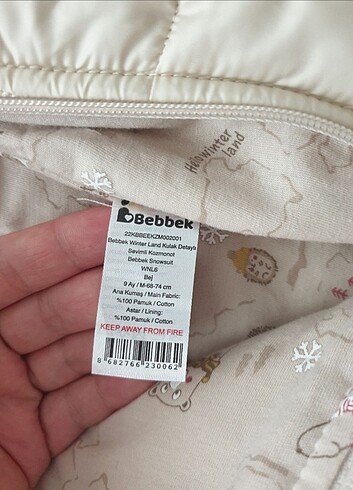 Hello winter
land
Bebbek
22KBBEEKZM002001
Bebbek Winter Land Kulak Detaylı
Sevimli Kozmonot
Bebbek Snowsuit
WNL6
Bej
9 Ay / M-68-74 cm
Ana Kumaş / Main Fabric:
%100 Pamuk / Cotton
Astar / Lining:
%100 Pamuk / Cotton
KEEP AWAY FROM FIRE
8 682766 230062